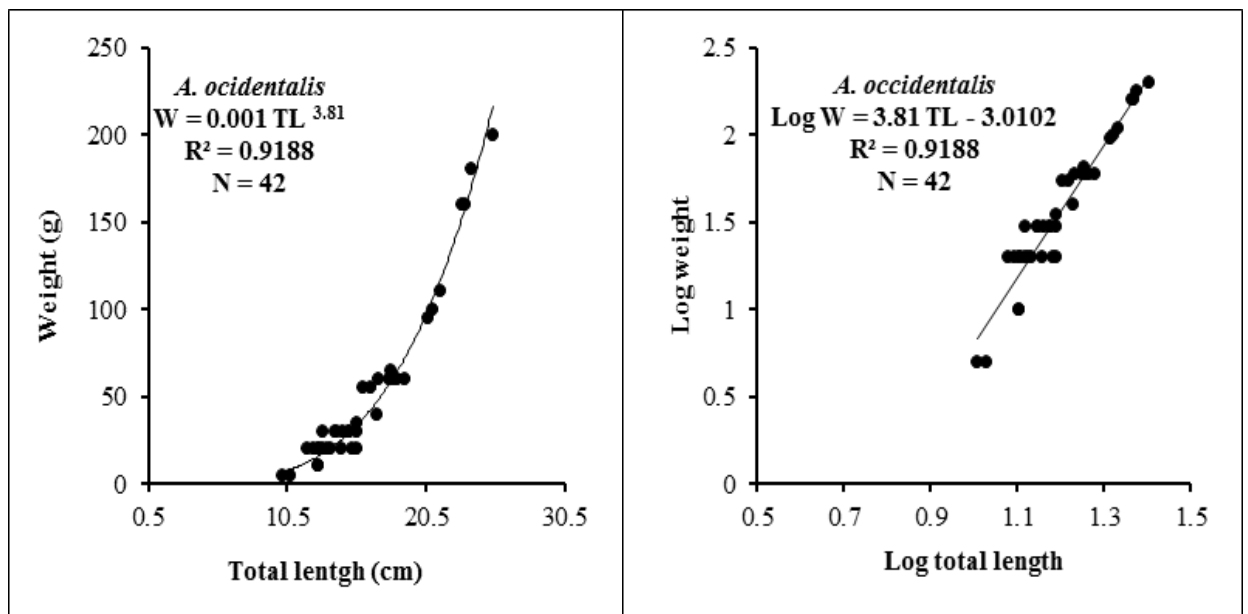 250
200
150
100
50
0
A. ocidentalis
W = 0.001 TL 3.81
R² = 0.9188
N = 42
Weight (g)
0.5 10.5 20.5 30.5
Total lentgh (cm)
2.5
2
1.5
1
0.5
0
A. occidentalis
Log W = 3.81 TL - 3.0102
R² = 0.9188
N = 42
Log weight
0.5 0.7 0.9 1.1 1.3 1.5
Log total length